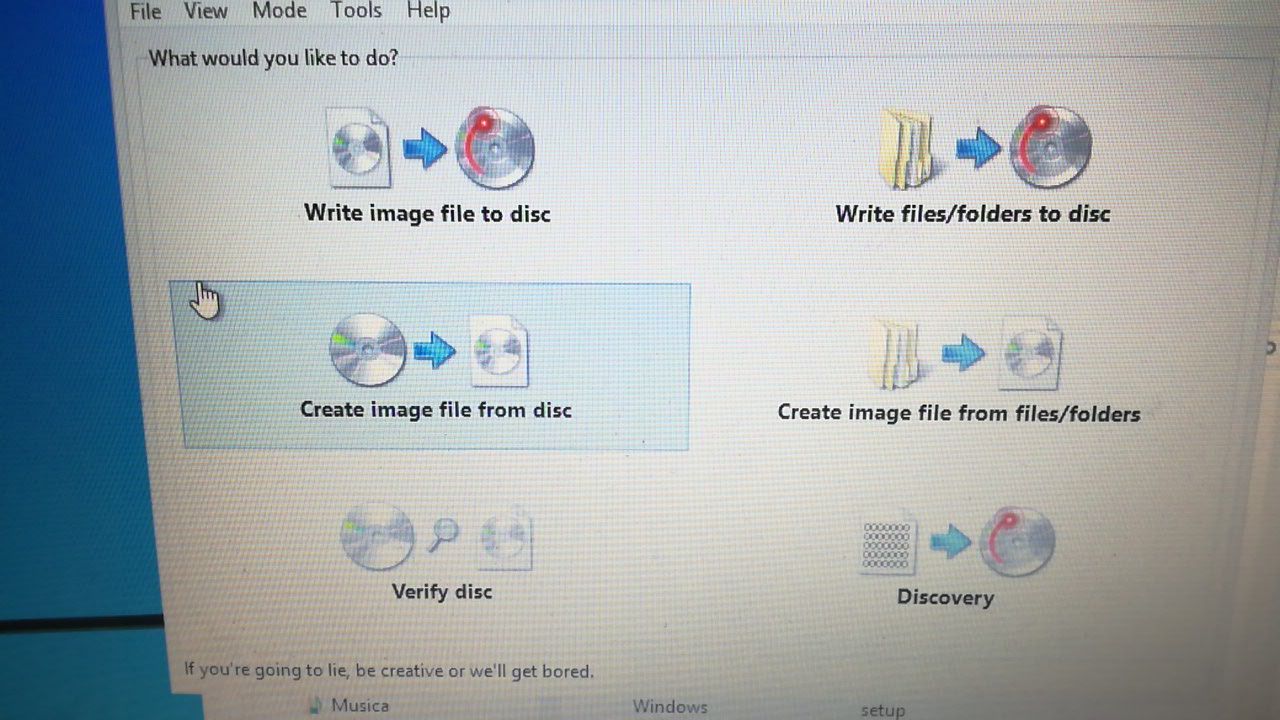 File View Mode Tools Help
What would you like to do?
Write image file to disc
Write files/folders to disc
Create image file from disc
Create image file from files/folders
Verify disc
Discovery
If you're going to lie, be creative or we'll get bored.
Musica
Windows
setup